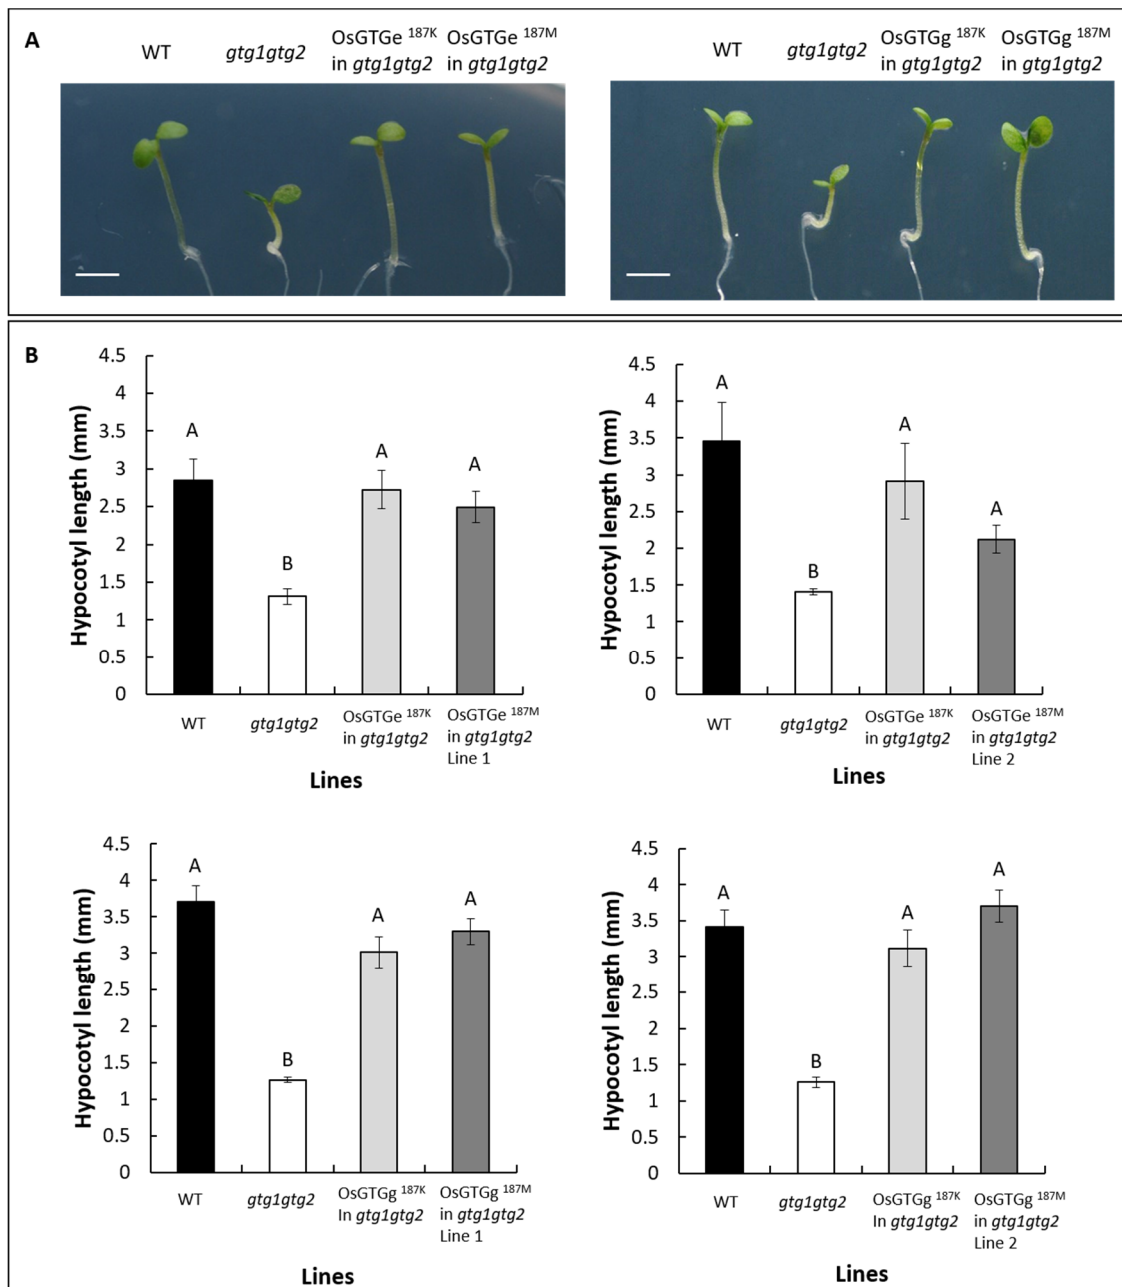 A
WT
gtg1gtg2
OsGTGe 187K
in gtg1gtg2
OsGTGe 187M
in gtg1gtg2
WT
gtg1gtg2
OsGTGg 187K
in gtg1gtg2
OsGTGg 187M
in gtg1gtg2
B
Hypocotyl length (mm)
4.5
4
3.5
3
2.5
2
1.5
1
0.5
0
A
B
A
A
WT
gtg1gtg2
OsGTGe 187K
in gtg1gtg2
OsGTGe 187M
in gtg1gtg2
Line 1
Lines
Hypocotyl length (mm)
4.5
4
3.5
3
2.5
2
1.5
1
0.5
0
A
B
A
A
WT
gtg1gtg2
OsGTGe 187K
in gtg1gtg2
OsGTGe 187M
in gtg1gtg2
Line 2
Lines
Hypocotyl length (mm)
4.5
4
3.5
3
2.5
2
1.5
1
0.5
0
A
B
A
A
WT
gtg1gtg2
OsGTGg 187K
In gtg1gtg2
OsGTGg 187M
in gtg1gtg2
Line 1
Lines
Hypocotyl length (mm)
4.5
4
3.5
3
2.5
2
1.5
1
0.5
0
A
B
A
A
WT
gtg1gtg2
OsGTGg 187K
In gtg1gtg2
OsGTGg 187M
in gtg1gtg2
Line 2
Lines